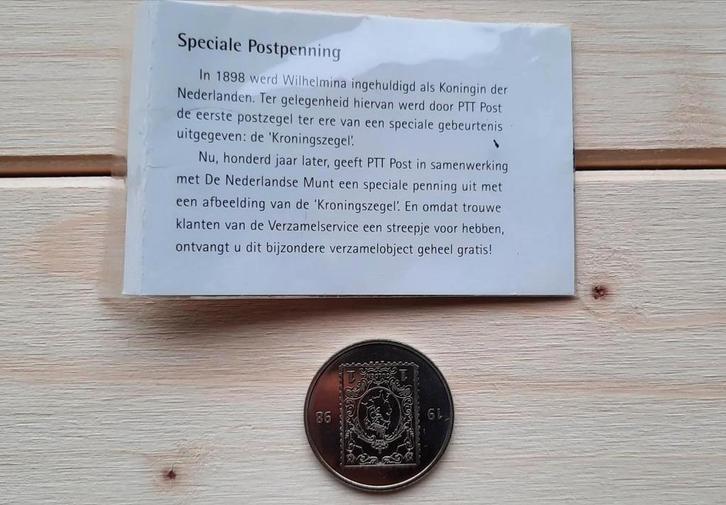 Speciale Postpenning
In 1898 werd Wilhelmina ingehuldigd als Koningin der
Nederlanden. Ter gelegenheid hiervan werd door PTT Post
de eerste postzegel ter ere van een speciale gebeurtenis
uitgegeven: de 'Kroningszegel'.
Nu, honderd jaar later, geeft PTT Post in samenwerking
met De Nederlandse Munt een speciale penning uit met
een afbeelding van de 'Kroningszegel'. En omdat trouwe
klanten van de Verzamelservice een streepje voor hebben,
ontvangt u dit bijzondere verzamelobject geheel gratis!
1 1
19 98